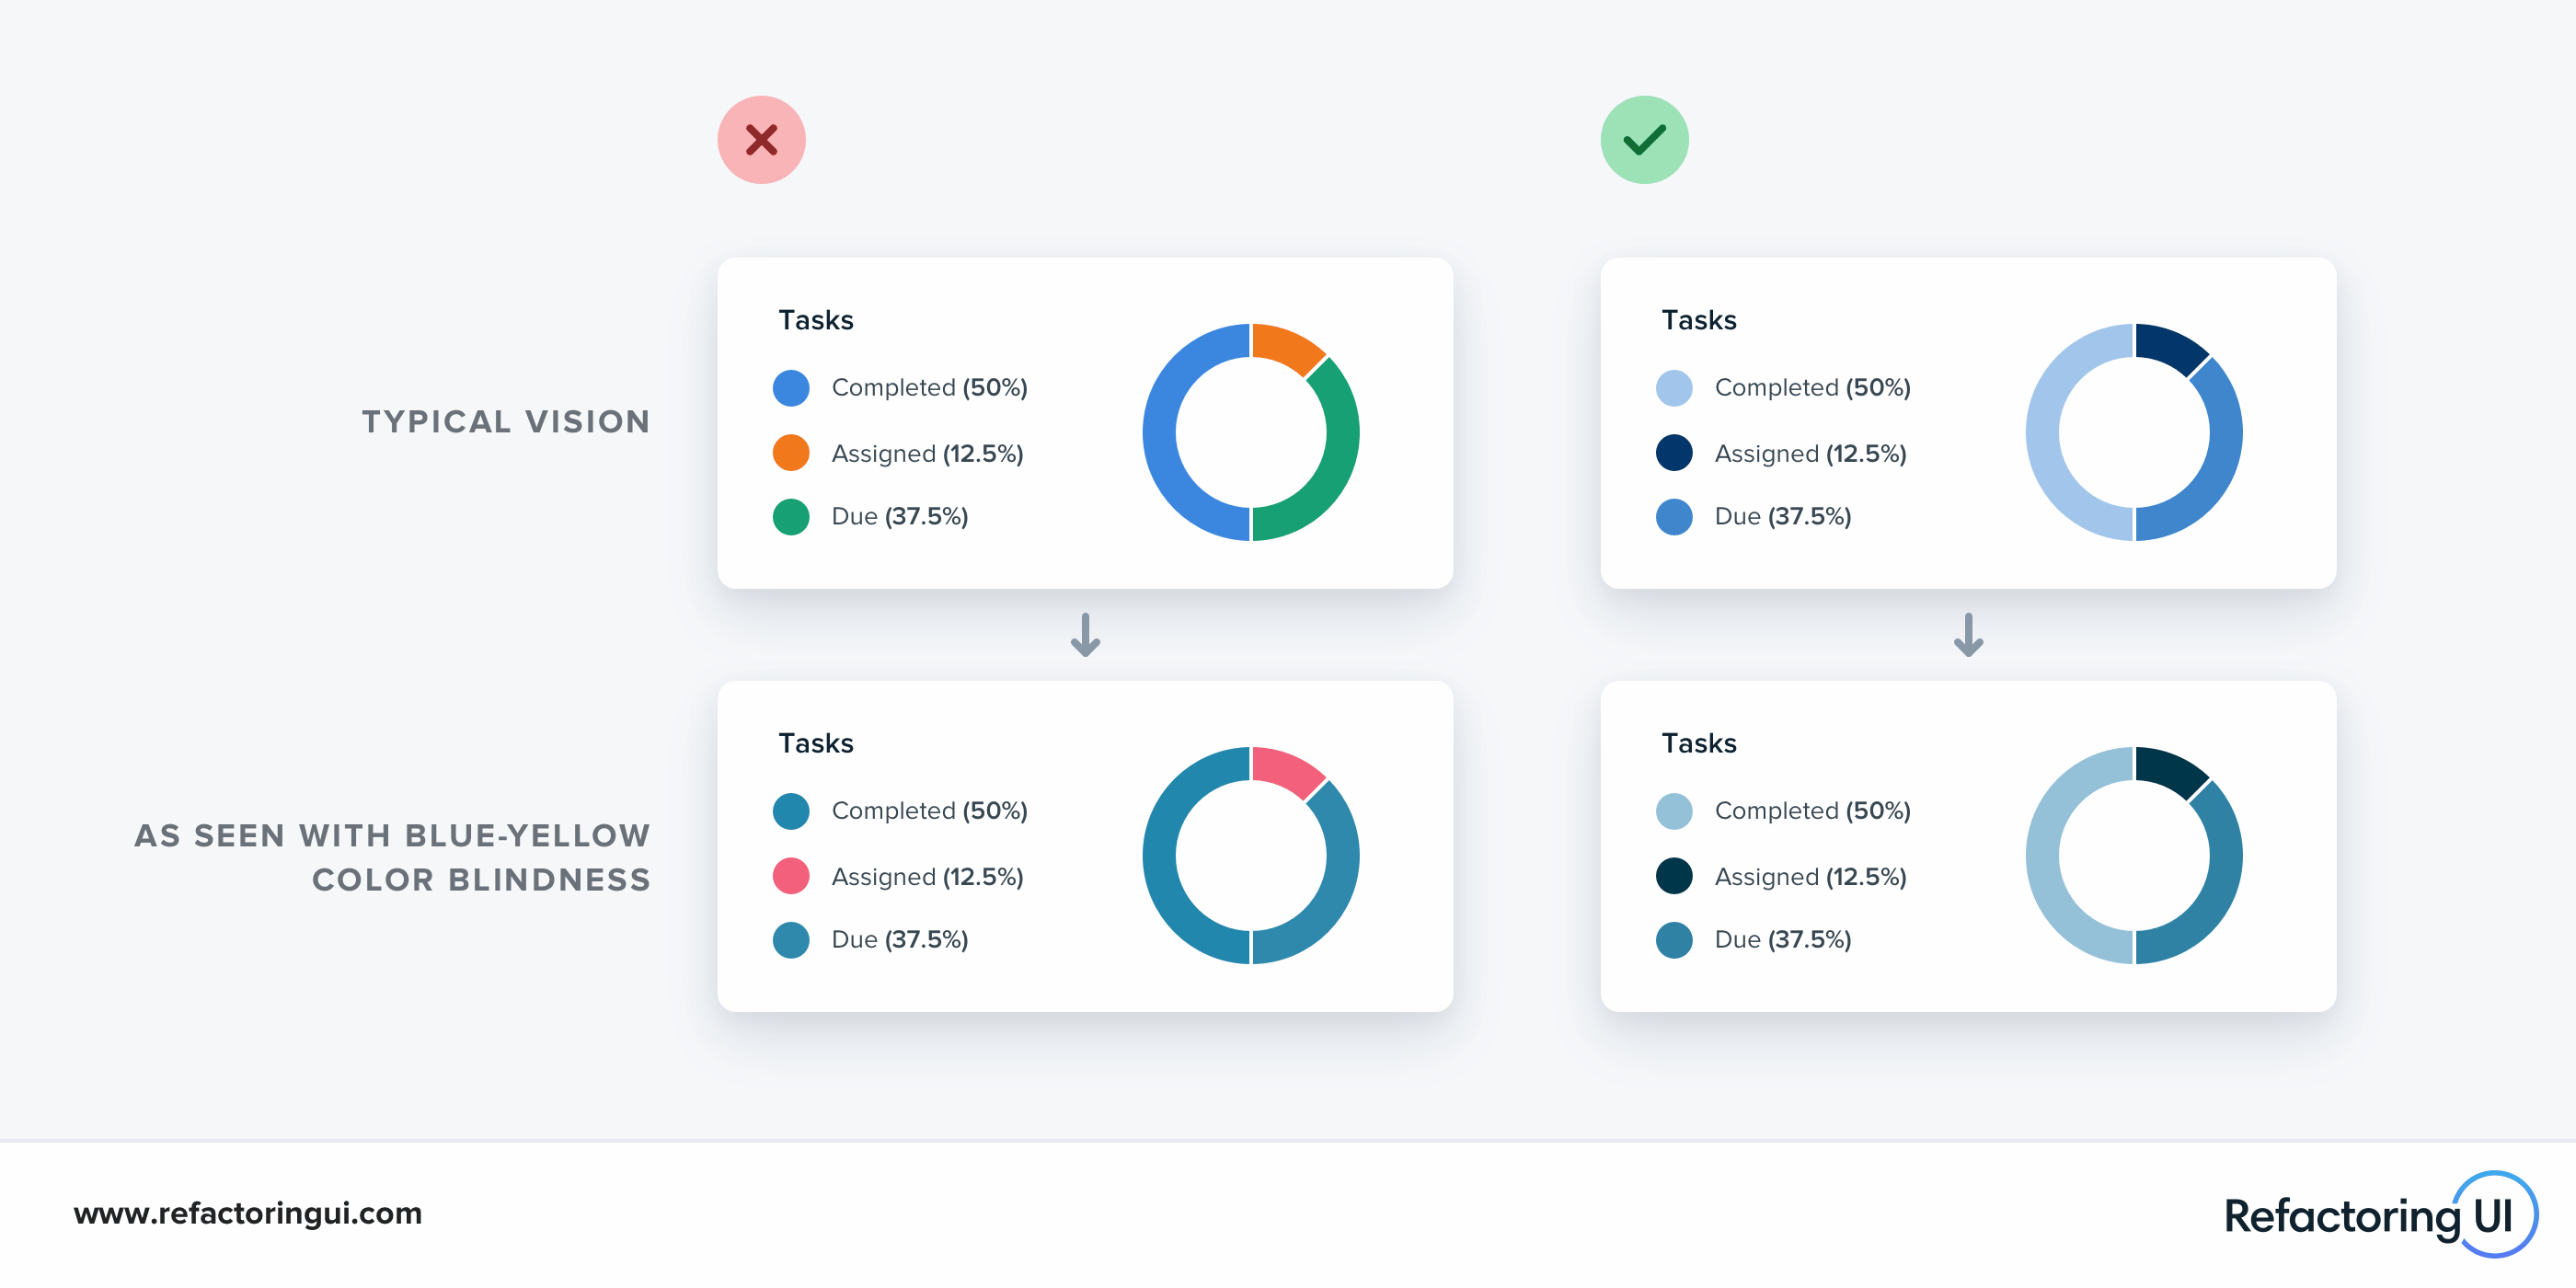 TYPICAL VISION
Tasks
Completed (50%)
Assigned (12.5%)
Due (37.5%)
Tasks
Completed (50%)
Assigned (12.5%)
Due (37.5%)
AS SEEN WITH BLUE-YELLOW
COLOR BLINDNESS
Tasks
Completed (50%)
Assigned (12.5%)
Due (37.5%)
Tasks
Completed (50%)
Assigned (12.5%)
Due (37.5%)
www.refactoringui.com
Refactoring UI